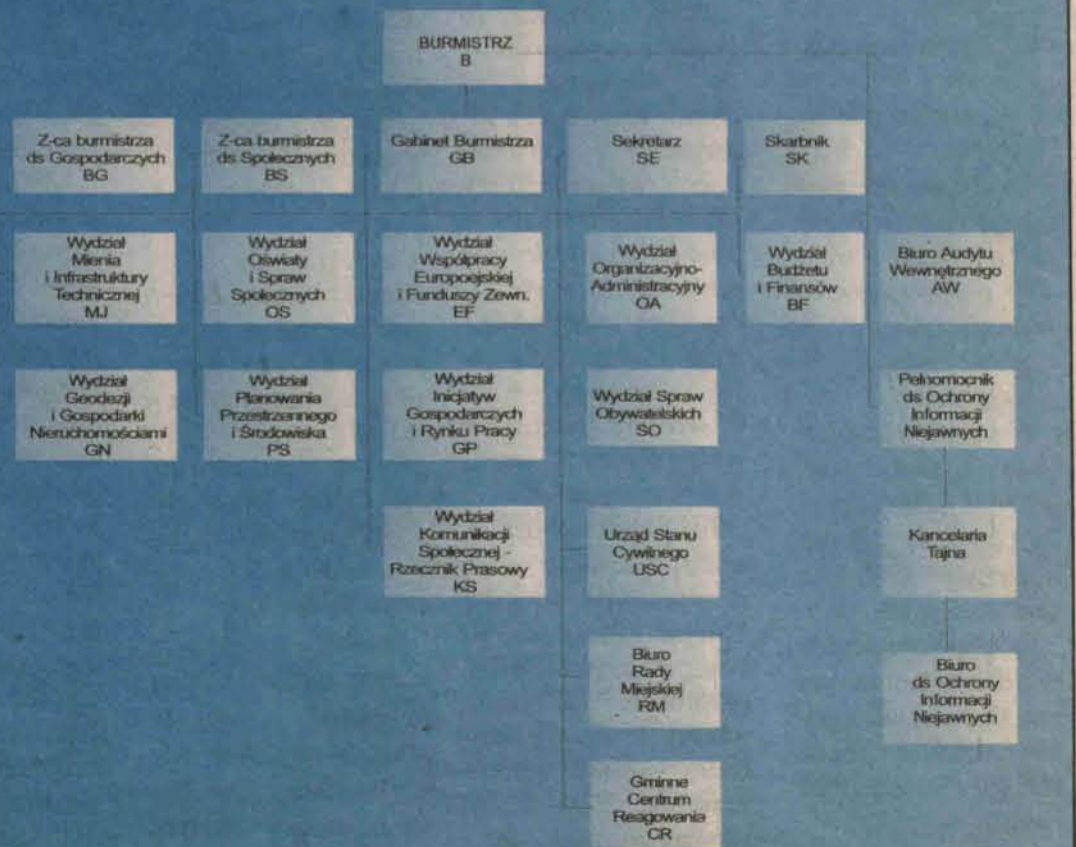 BURMISTRZ
B
Z-ca burmistrza
ds Gospodarczych
BG
Z-ca burmistrza
ds Społecznych
BS
Gabinet Burmistrza
GB
Sekretarz
SE
Skarbnik
SK
Wydział
Mienia
i Infrastruktury
Technicznej
MJ
Wydział
Oświaty
i Spraw
Społecznych
OS
Wydział
Współpracy
Europoejskiej
i Funduszy Zewn.
EF
Wydział
Organizacyjno-
Administracyjny
OA
Wydział
Budżetu
i Finansów
BF
Biuro Audytu
Wewnętrznego
AW
Wydział
Geodezji
i Gospodarki
Nieruchomościami
GN
Wydział
Planowania
Przestrzennego
i Środowiska
PS
Wydział
Inicjatyw
Gospodarczych
i Rynku Pracy
GP
Wydział Spraw
Obywatelskich
SO
Pełnomocnik
ds Ochrony
Informacji
Niejawnych
Wydział
Komunikacji
Społecznej -
Rzecznik Prasowy
KS
Urząd Stanu
Cywilnego
USC
Kancelaria
Tajna
Biuro
Rady
Miejskiej
RM
Biuro
ds Ochrony
Informacji
Niejawnych
Gminne
Centrum
Reagowania
CR